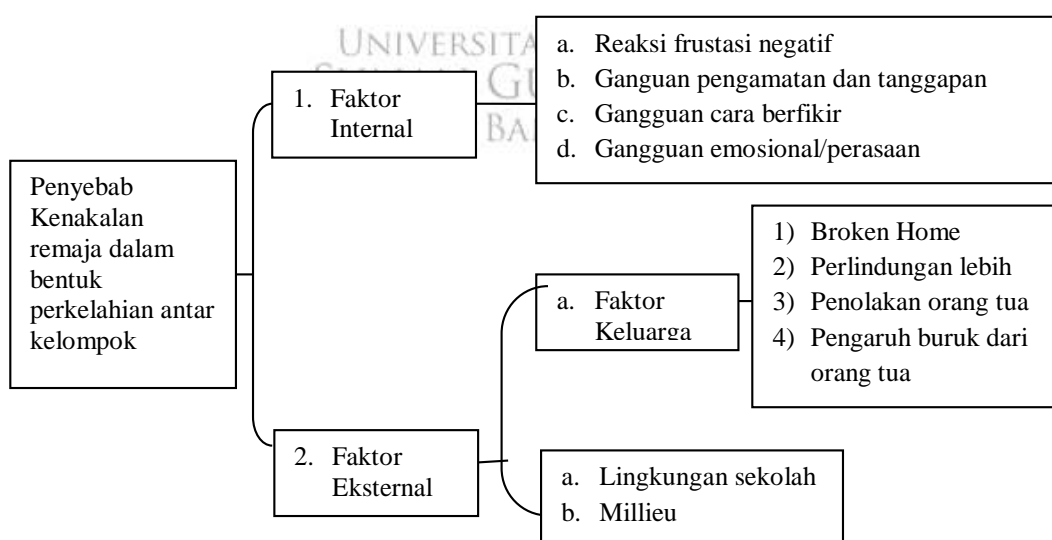 UNIVERSITA
GU
BA
Penyebab
Kenakalan
remaja dalam
bentuk
perkelahian antar
kelompok
1. Faktor
Internal
a. Reaksi frustasi negatif
b. Ganguan pengamatan dan tanggapan
c. Gangguan cara berfikir
d. Gangguan emosional/perasaan
2. Faktor
Eksternal
a. Faktor
Keluarga
1) Broken Home
2) Perlindungan lebih
3) Penolakan orang tua
4) Pengaruh buruk dari
orang tua
a. Lingkungan sekolah
b. Millieu